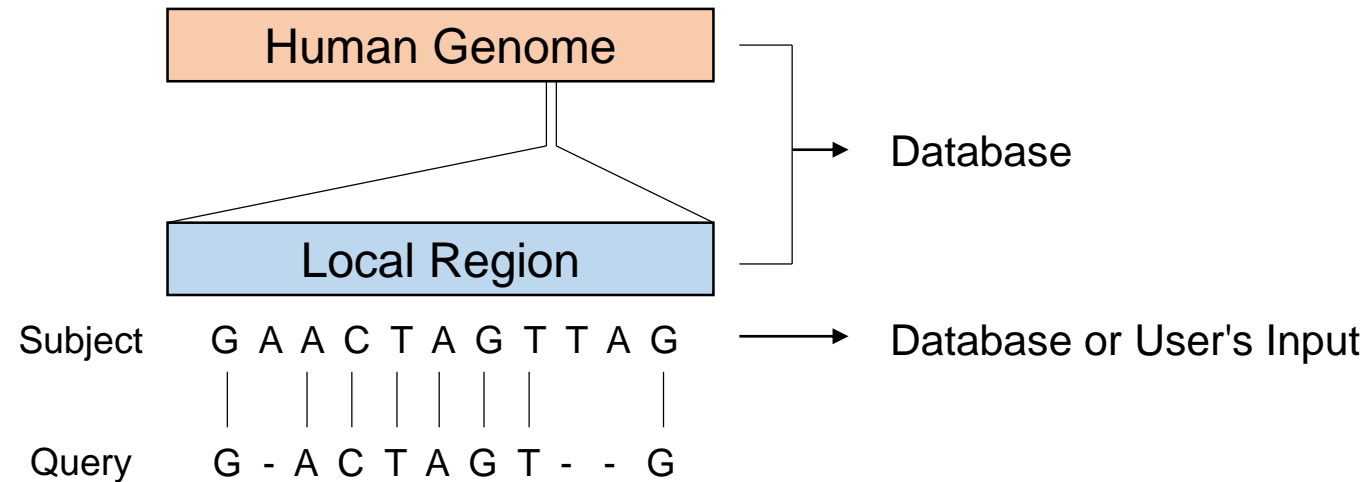 Human Genome
Database
Local Region
Subject G A A C T A G T T A G Database or User's Input
Query G - A C T A G T - - G